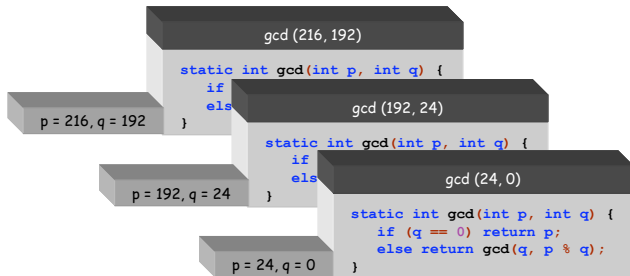 gcd (216, 192)
static int gcd(int p, int q) {
if
els
}
p = 216, q = 192
gcd (192, 24)
static int gcd(int p, int q) {
if
els
}
p = 192, q = 24
gcd (24, 0)
static int gcd(int p, int q) {
if (q == 0) return p;
else return gcd(q, p % q);
}
p = 24, q = 0